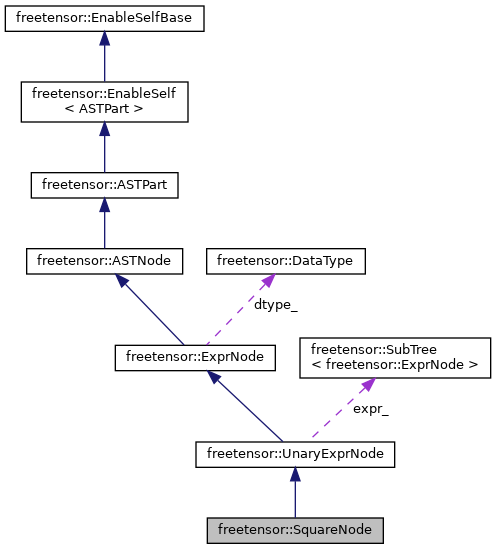 freetensor::EnableSelfBase
freetensor::EnableSelf
< ASTPart >
freetensor::ASTPart
freetensor::ASTNode
freetensor::DataType
dtype_
freetensor::ExprNode
freetensor::SubTree
< freetensor::ExprNode >
expr_
freetensor::UnaryExprNode
freetensor::SquareNode